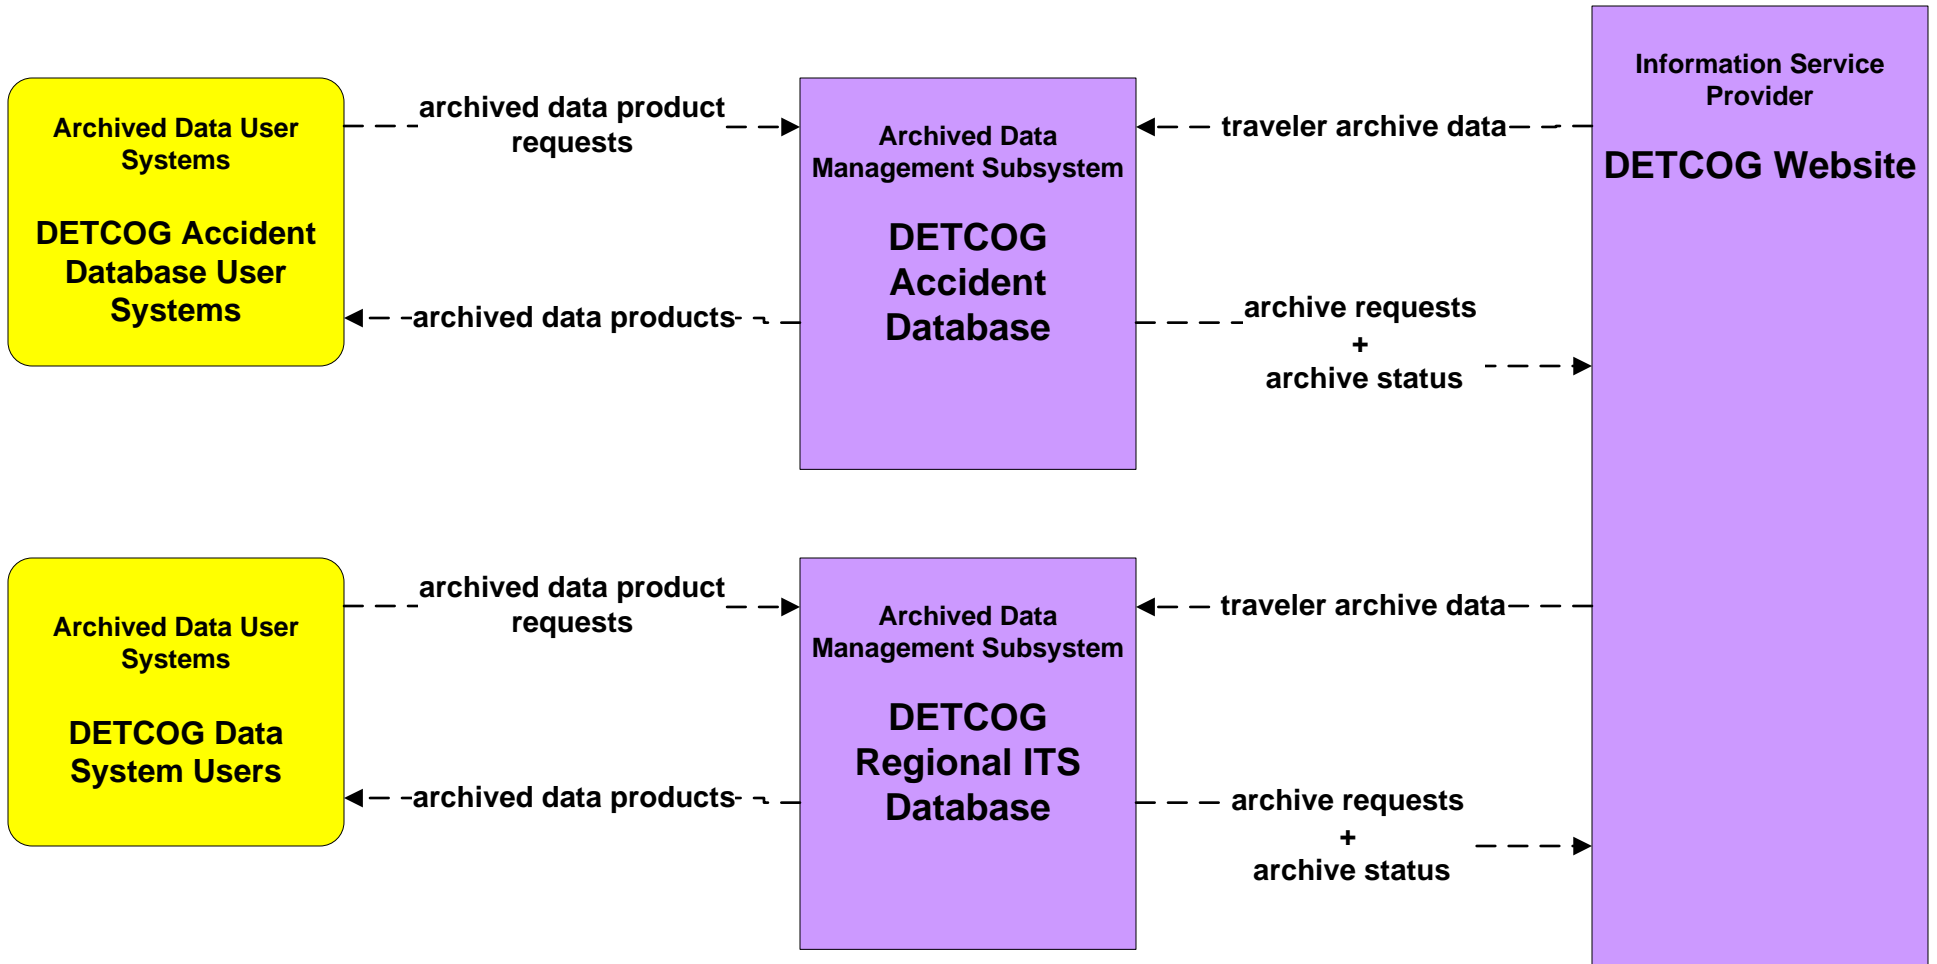 Archived Data User
Systems
DETCOG Accident
Database User
Systems
archived data product
requests
archived data products
Archived Data
Management Subsystem
DETCOG
Accident
Database
traveler archive data
archive requests
+
archive status
Information Service
Provider
DETCOG Website
Archived Data User
Systems
DETCOG Data
System Users
archived data product
requests
archived data products
Archived Data
Management Subsystem
DETCOG
Regional ITS
Database
traveler archive data
archive requests
+
archive status